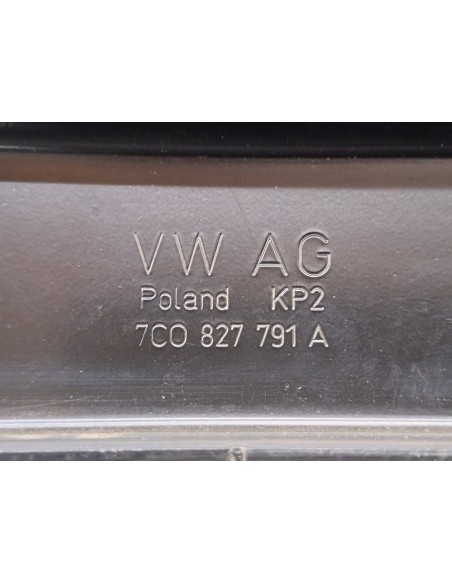 VW AG
Poland KP2
7C0 827 791 A